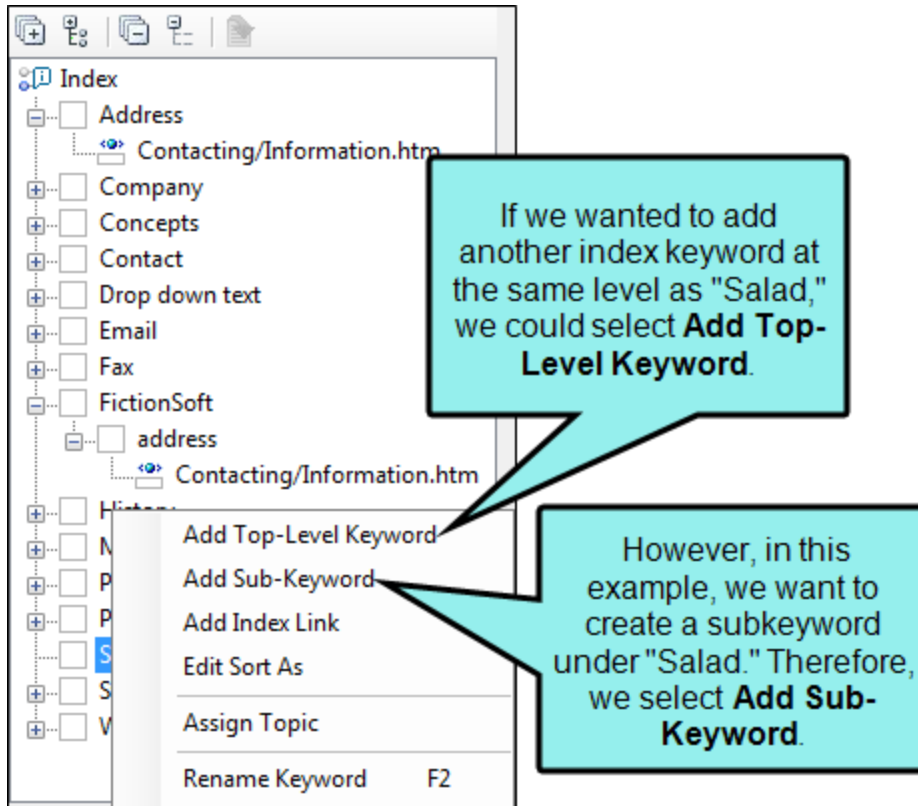 Index
Address
Contacting/Information.htm
Company
Concepts
Contact
Drop down text
Email
Fax
FictionSoft
address
Contacting/Information.htm
History
M
P
P
S
S
V
Add Top-Level Keyword
Add Sub-Keyword
Add Index Link
Edit Sort As
Assign Topic
Rename Keyword F2
If we wanted to add
another index keyword at
the same level as "Salad,"
we could select Add Top-
Level Keyword.
However, in this
example, we want to
create a subkeyword
under "Salad." Therefore,
we select Add Sub-
Keyword.